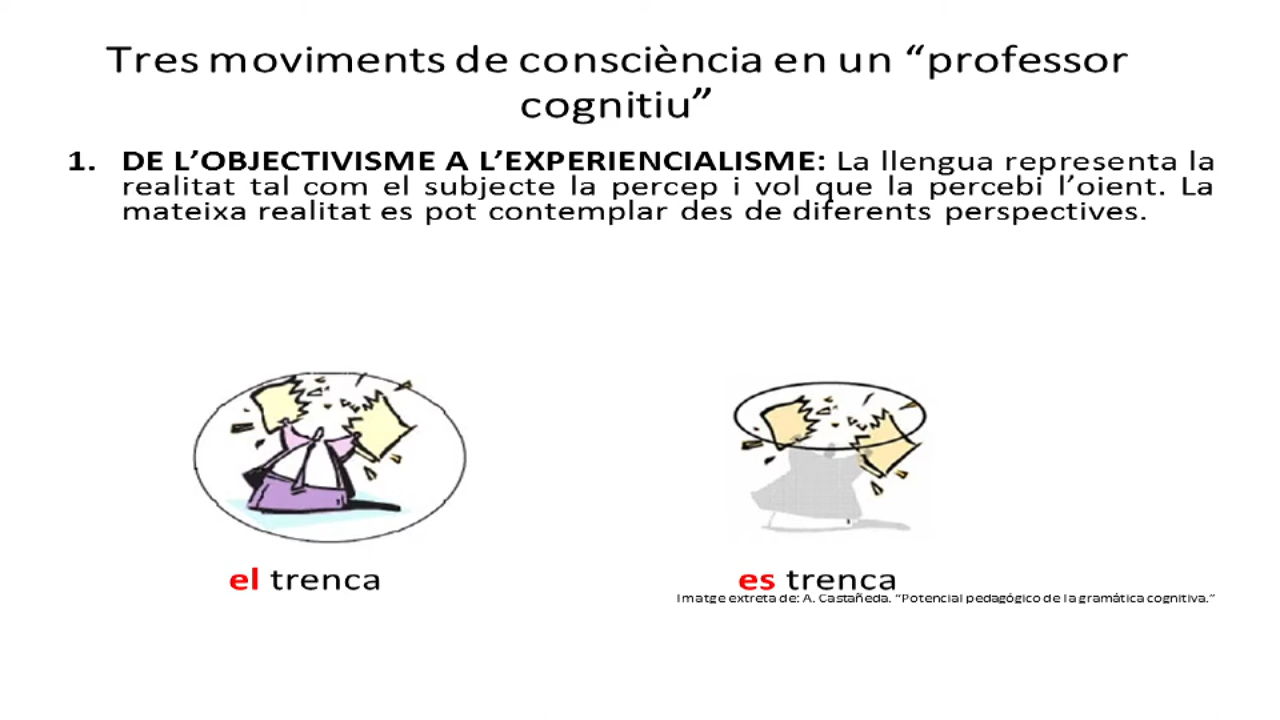 Tres moviments de consciència en un “professor
cognitiu”
1. DE L’OBJECTIVISME A L’EXPERIENCIALISME: La llengua representa la
realitat tal com el subjecte la percep i vol que la percebi l’oient. La
mateixa realitat es pot contemplar des de diferents perspectives.
el trenca
es trenca
Imatge extreta de: A. Castañeda. “Potencial pedagógico de la gramática cognitiva.”